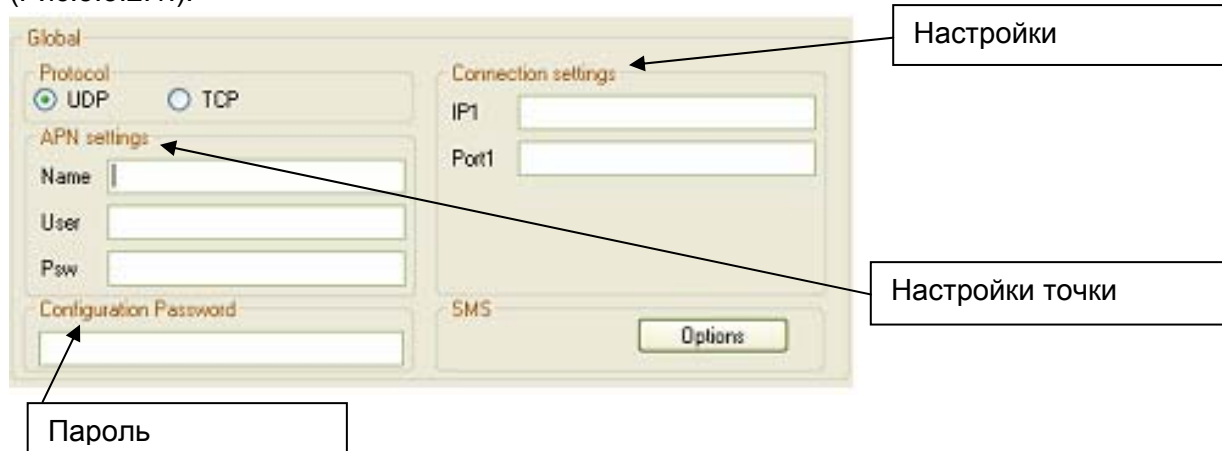 Global
Настройки
Protocol
UDP TCP
Connection settings
IP1
Port1
APN settings
Name
User
Psw
Настройки точки
Configuration Password
SMS
Options
Пароль